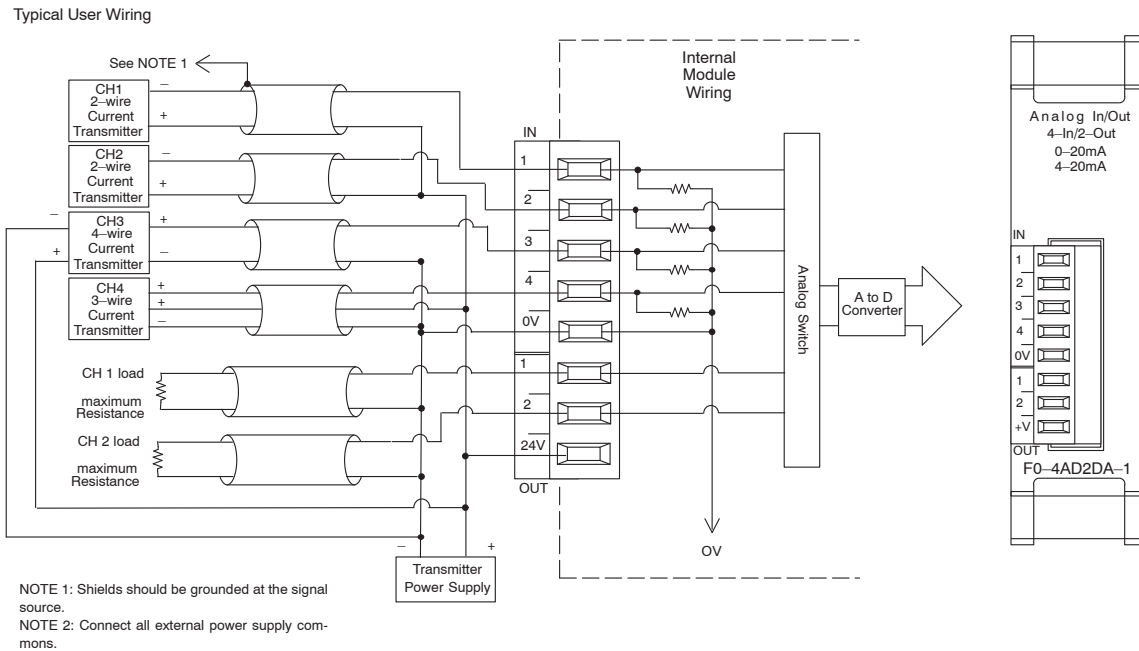 Typical User Wiring
See NOTE 1
CH1
2–wire
Current
Transmitter
–
+
CH2
2–wire
Current
Transmitter
–
+
CH3
4–wire
Current
Transmitter
–
+
+
–
CH4
3–wire
Current
Transmitter
+
+
–
CH 1 load
maximum
Resistance
CH 2 load
maximum
Resistance
–
+
Transmitter
Power Supply
NOTE 1: Shields should be grounded at the signal
source.
NOTE 2: Connect all external power supply com-
mons.
IN
1
2
3
4
0V
1
2
24V
OUT
Internal
Module
Wiring
Analog Switch
A to D
Converter
OV
Analog In/Out
4–In/2–Out
0–20mA
4–20mA
IN
1
2
3
4
0V
1
2
+V
OUT
F0–4AD2DA–1